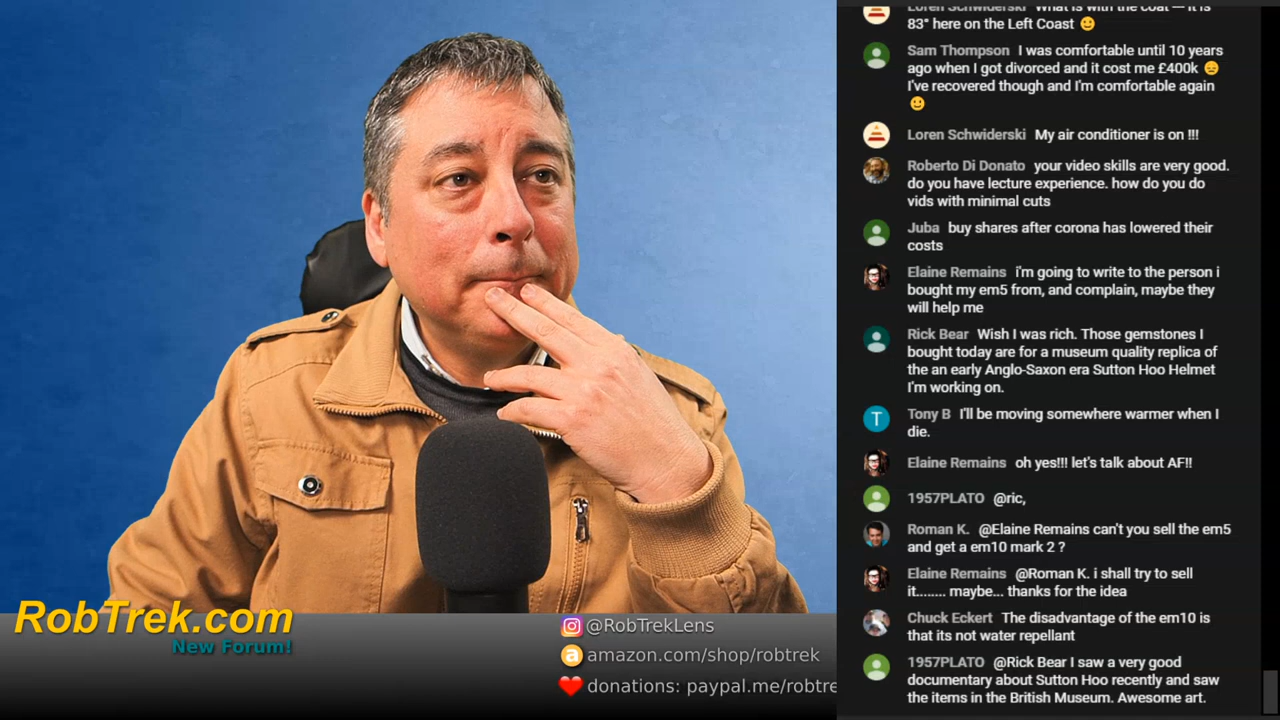 RobTrek.com
New Forum!
@RobTrekLens
amazon.com/shop/robtrek
donations: paypal.me/robtre
Loren Schwiderski What is with the coat --- it is
83° here on the Left Coast
Sam Thompson I was comfortable until 10 years
ago when I got divorced and it cost me £400k
I've recovered though and I'm comfortable again
Loren Schwiderski My air conditioner is on !!!
Roberto Di Donato your video skills are very good.
do you have lecture experience. how do you do
vids with minimal cuts
Juba buy shares after corona has lowered their
costs
Elaine Remains i'm going to write to the person i
bought my em5 from, and complain, maybe they
will help me
Rick Bear Wish I was rich. Those gemstones I
bought today are for a museum quality replica of
the an early Anglo-Saxon era Sutton Hoo Helmet
I'm working on.
T
Tony B I'll be moving somewhere warmer when I
die.
Elaine Remains oh yes!!! let's talk about AF!!
1957PLATO @ric,
Roman K. @Elaine Remains can't you sell the em5
and get a em10 mark 2 ?
Elaine Remains @Roman K. i shall try to sell
it........ maybe... thanks for the idea
Chuck Eckert The disadvantage of the em10 is
that its not water repellant
1957PLATO @Rick Bear I saw a very good
documentary about Sutton Hoo recently and saw
the items in the British Museum. Awesome art.